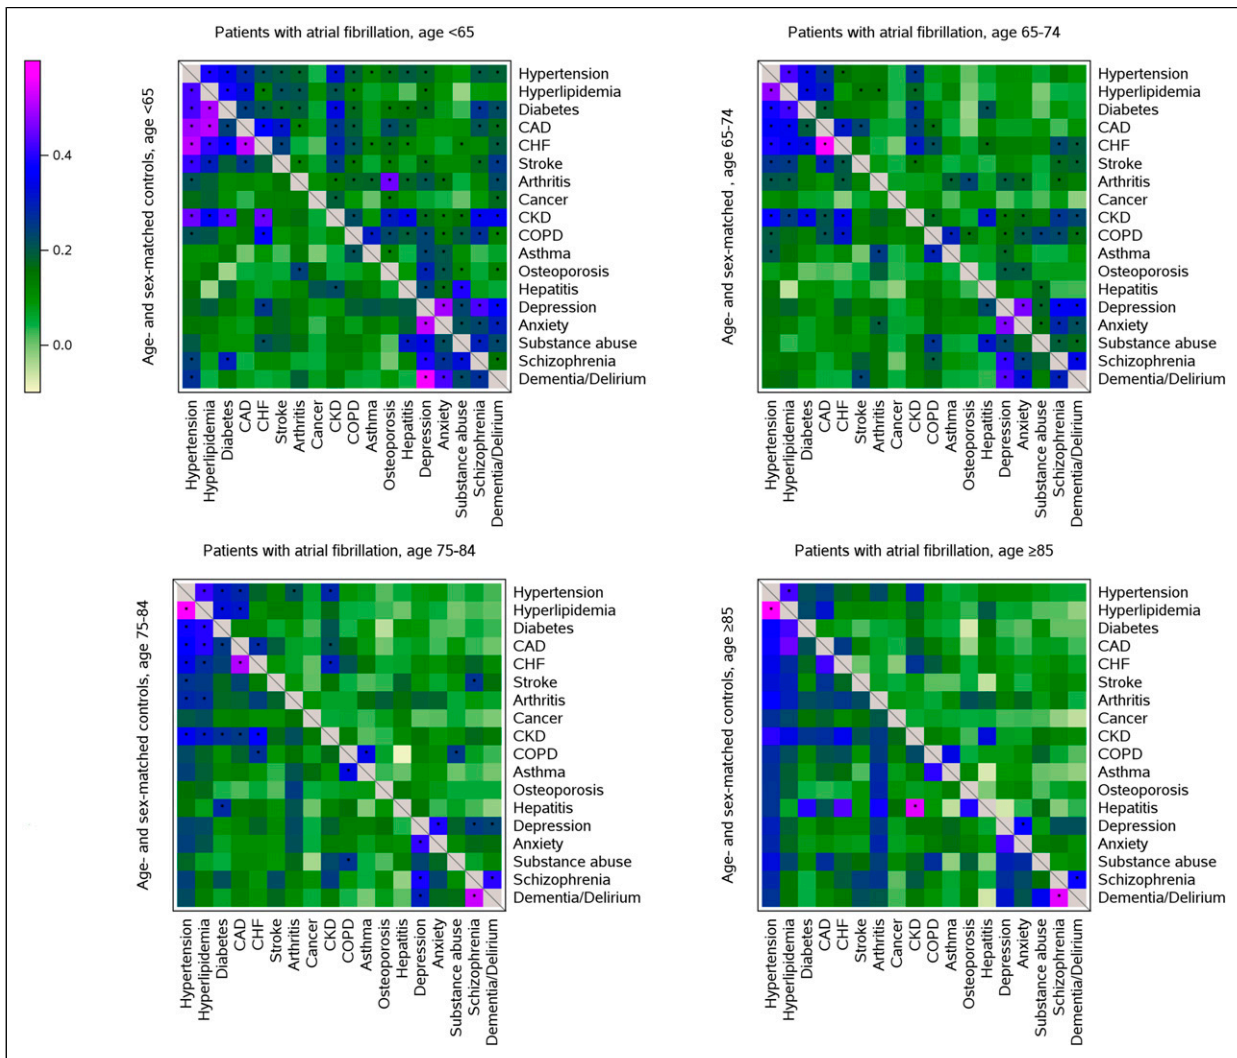 Patients with atrial fibrillation, age <65
Patients with atrial fibrillation, age 65-74
Age- and sex-matched controls, age <65
0.4
0.2
0.0
Hypertension
Hyperlipidemia
Diabetes
CAD
CHF
Stroke
Arthritis
Cancer
CKD
COPD
Asthma
Osteoporosis
Hepatitis
Depression
Anxiety
Substance abuse
Schizophrenia
Dementia/Delirium
Hypertension
Hyperlipidemia
Diabetes
CAD
CHF
Stroke
Arthritis
Cancer
CKD
COPD
Asthma
Osteoporosis
Hepatitis
Depression
Anxiety
Substance abuse
Schizophrenia
Dementia/Delirium
Age- and sex-matched , age 65-74
Hypertension
Hyperlipidemia
Diabetes
CAD
CHF
Stroke
Arthritis
Cancer
CKD
COPD
Asthma
Osteoporosis
Hepatitis
Depression
Anxiety
Substance abuse
Schizophrenia
Dementia/Delirium
Hypertension
Hyperlipidemia
Diabetes
CAD
CHF
Stroke
Arthritis
Cancer
CKD
COPD
Asthma
Osteoporosis
Hepatitis
Depression
Anxiety
Substance abuse
Schizophrenia
Dementia/Delirium
Patients with atrial fibrillation, age 75-84
Patients with atrial fibrillation, age ≥85
Age- and sex-matched controls, age 75-84
Hypertension
Hyperlipidemia
Diabetes
CAD
CHF
Stroke
Arthritis
Cancer
CKD
COPD
Asthma
Osteoporosis
Hepatitis
Depression
Anxiety
Substance abuse
Schizophrenia
Dementia/Delirium
Hypertension
Hyperlipidemia
Diabetes
CAD
CHF
Stroke
Arthritis
Cancer
CKD
COPD
Asthma
Osteoporosis
Hepatitis
Depression
Anxiety
Substance abuse
Schizophrenia
Dementia/Delirium
Age- and sex-matched controls, age ≥85
Hypertension
Hyperlipidemia
Diabetes
CAD
CHF
Stroke
Arthritis
Cancer
CKD
COPD
Asthma
Osteoporosis
Hepatitis
Depression
Anxiety
Substance abuse
Schizophrenia
Dementia/Delirium
Hypertension
Hyperlipidemia
Diabetes
CAD
CHF
Stroke
Arthritis
Cancer
CKD
COPD
Asthma
Osteoporosis
Hepatitis
Depression
Anxiety
Substance abuse
Schizophrenia
Dementia/Delirium